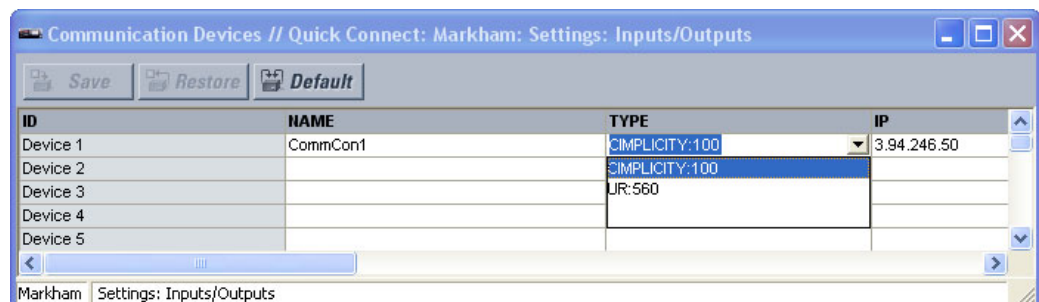 Communication Devices // Quick Connect: Markham: Settings: Inputs/Outputs
Save Restore Default
ID NAME TYPE IP
Device 1 CommCon1 CIMPLICITY:100 3.94.246.50
Device 2 CIMPLICITY:100
Device 3 UR:560
Device 4
Device 5
Markham Settings: Inputs/Outputs